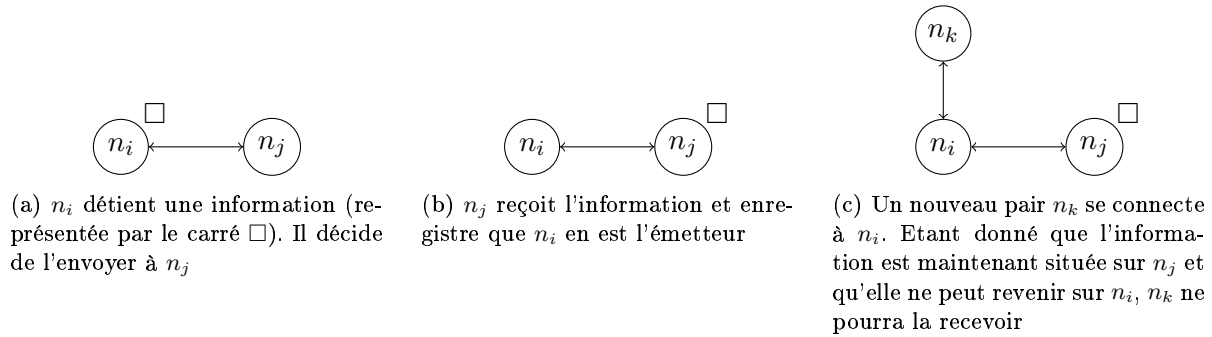 n_k
n_i □ n_j
n_i n_j □
n_i n_j □
(a) n_i détient une information (re-
présentée par le carré □). Il décide
de l'envoyer à n_j
(b) n_j reçoit l'information et enre-
gistre que n_i en est l'émetteur
(c) Un nouveau pair n_k se connecte
à n_i. Etant donné que l'informa-
tion est maintenant située sur n_j et
qu'elle ne peut revenir sur n_i, n_k ne
pourra la recevoir